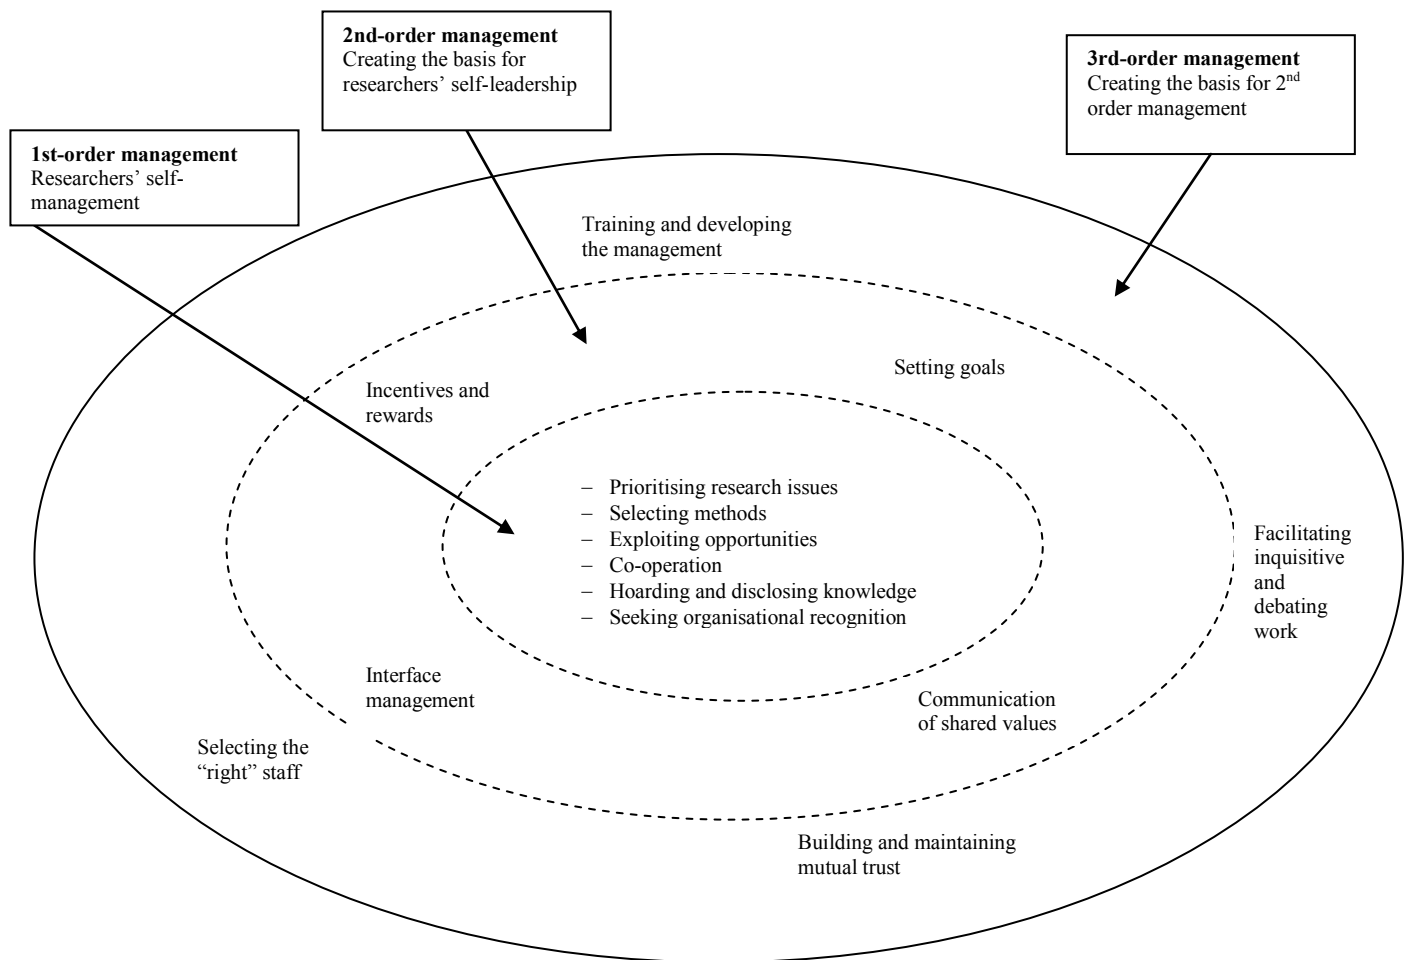 2nd-order management
Creating the basis for
researchers’ self-leadership
3rd-order management
Creating the basis for 2nd
order management
1st-order management
Researchers’ self-
management
Training and developing
the management
Setting goals
Incentives and
rewards
– Prioritising research issues
– Selecting methods
– Exploiting opportunities
– Co-operation
– Hoarding and disclosing knowledge
– Seeking organisational recognition
Facilitating
inquisitive
and
debating
work
Interface
management
Communication
of shared values
Selecting the
“right” staff
Building and maintaining
mutual trust